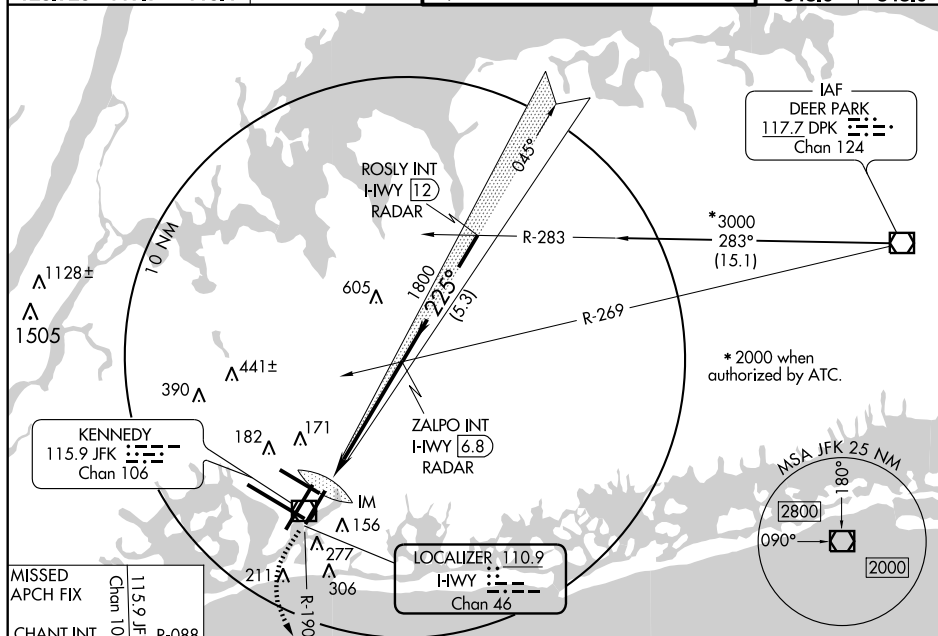 IAF
DEER PARK
117.7 DPK
Chan 124
ROSLY INT
I-IWY 12
RADAR
045°
10 NM
R-283
*3000
283°
(15.1)
1128±
1505
605
1800
225°
(5.3)
R-269
* 2000 when
authorized by ATC.
441±
390
ZALPO INT
I-IWY 6.8
RADAR
KENNEDY
115.9 JFK
Chan 106
182
171
IM
156
277
211
306
R-190
LOCALIZER 110.9
I-IWY
Chan 46
MSA JFK 25 NM
180°
2800
090°
2000
MISSED
APCH FIX
CHANT INT
115.9 JF
Chan 10
R-088